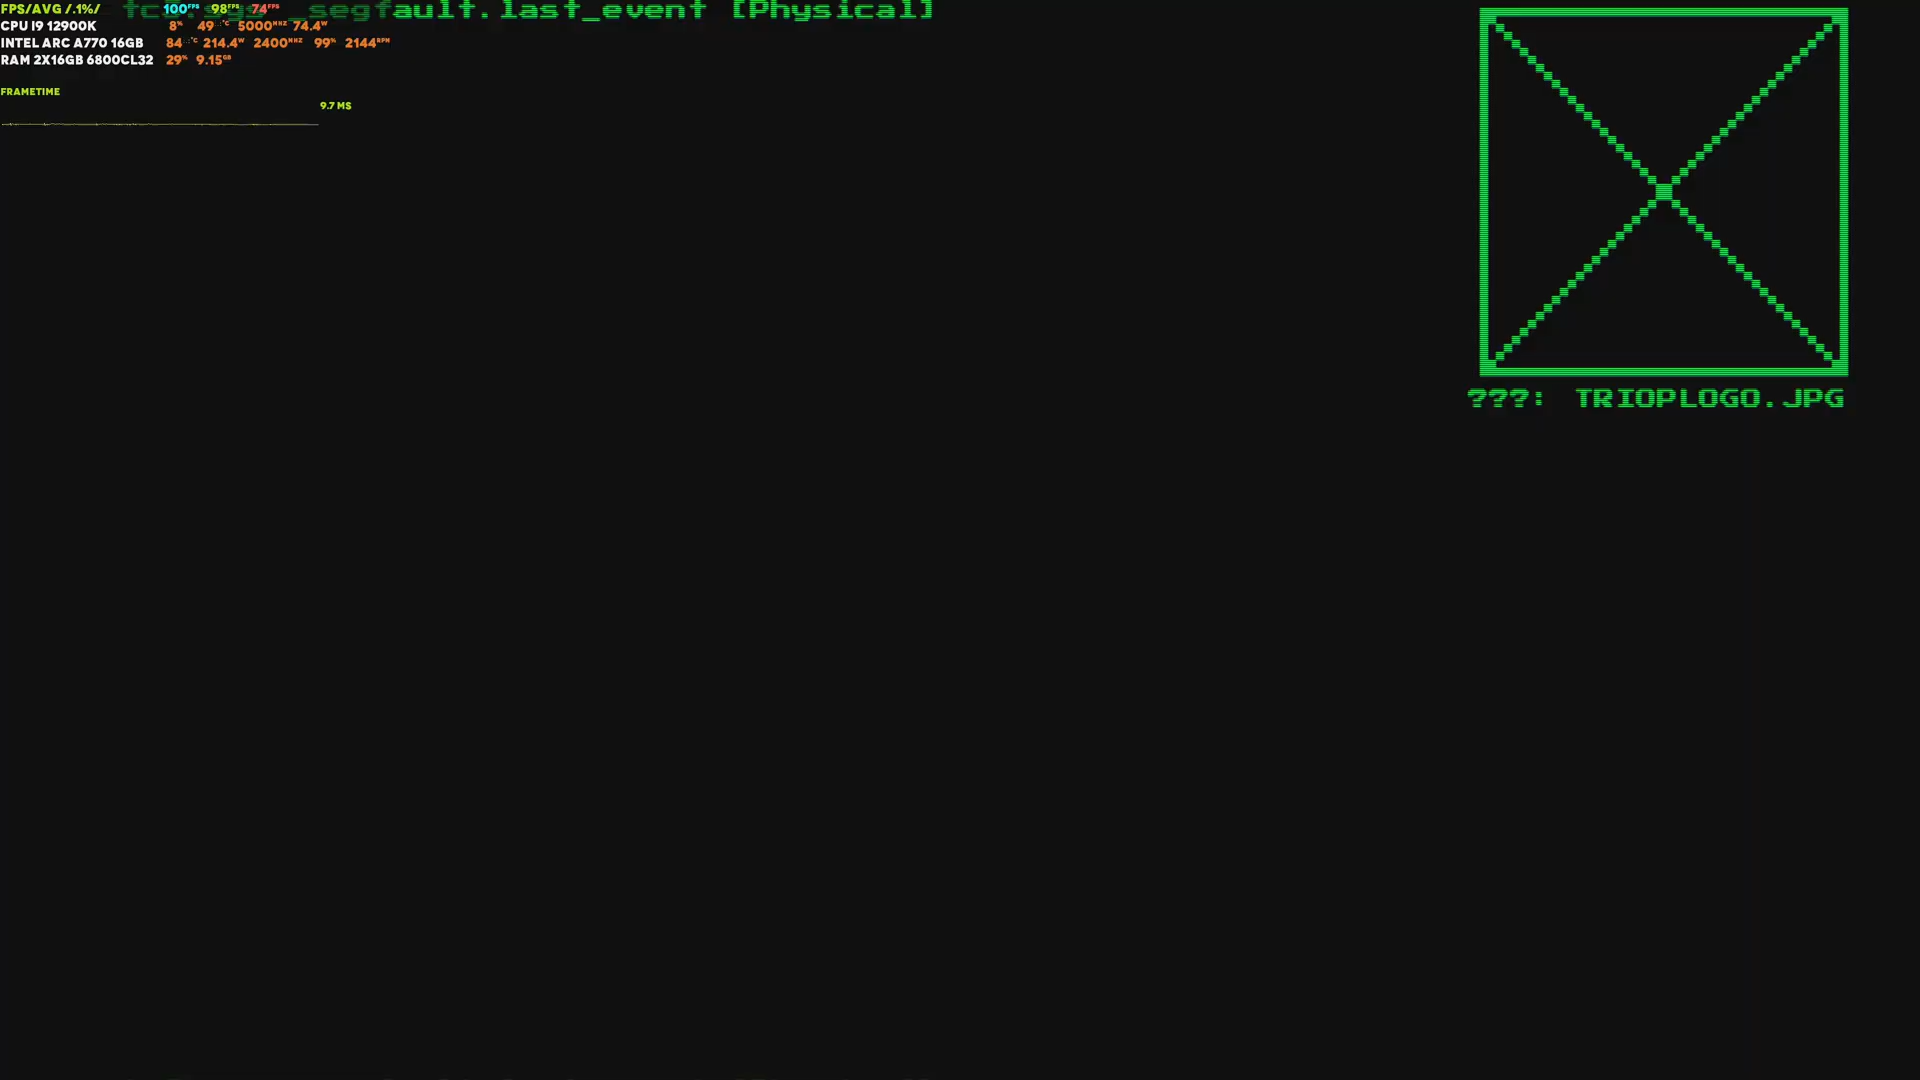 FPS/AVG /.1%/ 100FPS 98FPS 74FPS
_segfault.last_event [Physical]
CPU I9 12900K 8% 49°C 5000MHZ 74.4W
INTEL ARC A770 16GB 84°C 214.4W 2400MHZ 99% 2144RPM
RAM 2X16GB 6800CL32 29% 9.15GB
FRAMETIME
9.7 MS
???: TRIOPLOGO.JPG